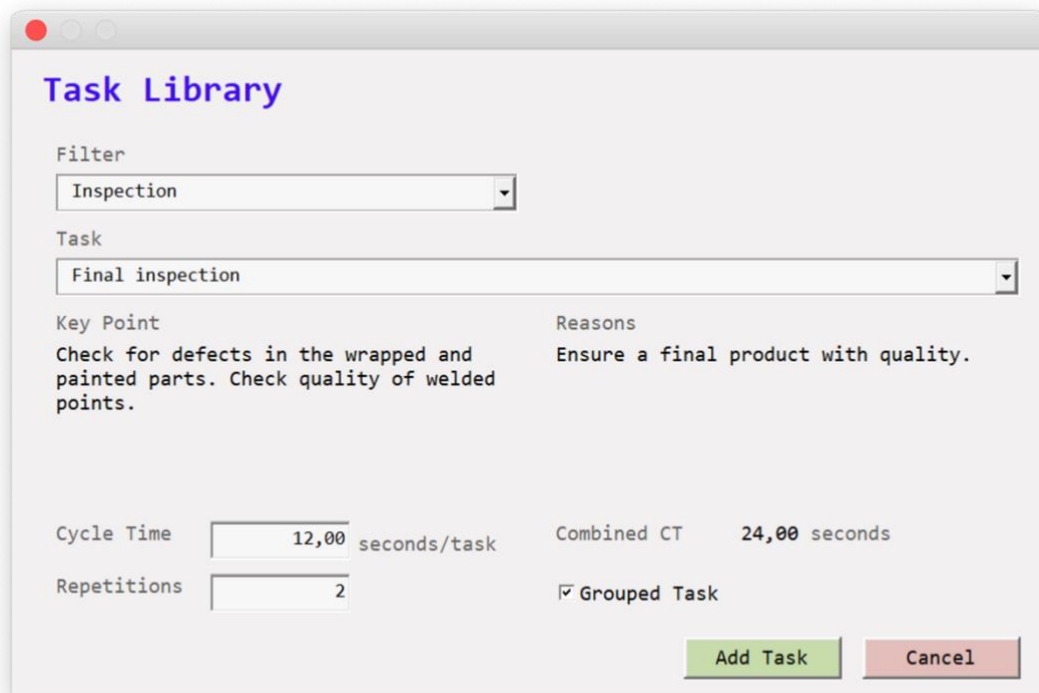 Task Library
Filter
Inspection
Task
Final inspection
Key Point
Check for defects in the wrapped and
painted parts. Check quality of welded
points.
Reasons
Ensure a final product with quality.
Cycle Time 12,00 seconds/task
Combined CT 24,00 seconds
Repetitions 2
Grouped Task
Add Task Cancel